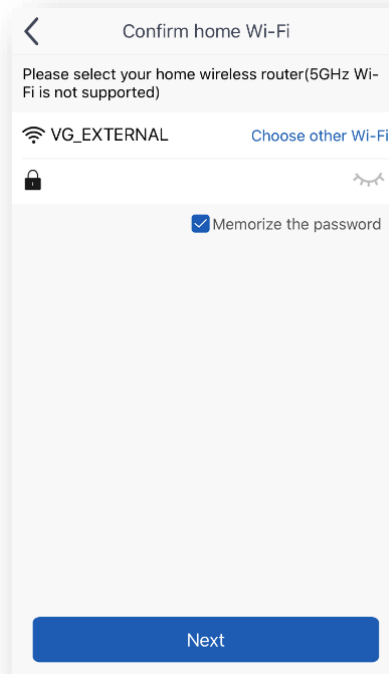 Confirm home Wi-Fi
Please select your home wireless router(5GHz Wi-
Fi is not supported)
VG_EXTERNAL Choose other Wi-Fi
Memorize the password
Next